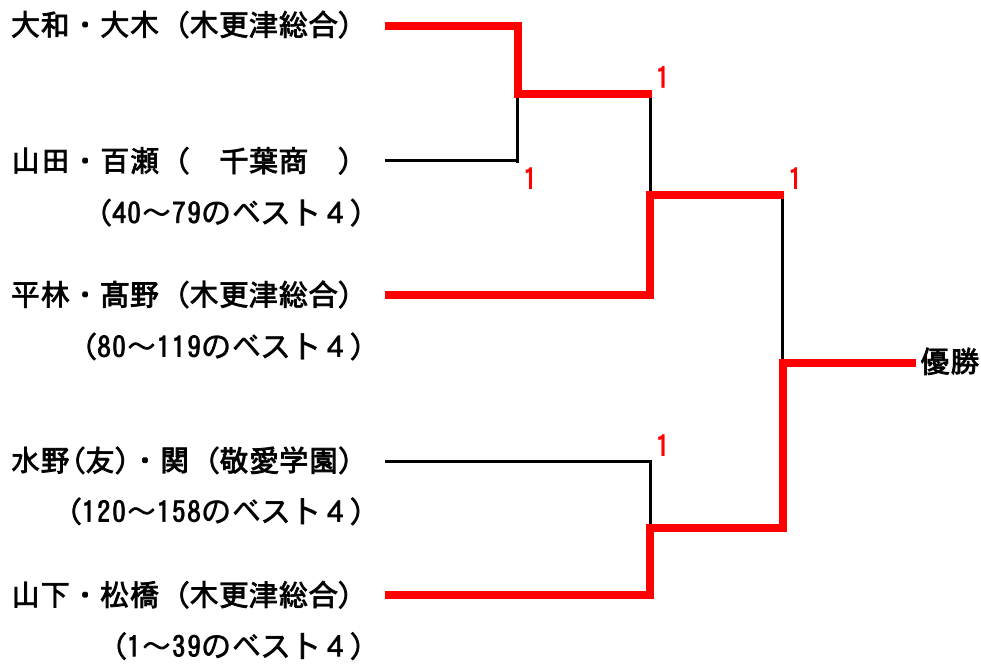 大和・大木（木更津総合）
1
山田・百瀬（　千葉商　）
1
1
（40～79のベスト４）
平林・髙野（木更津総合）
（80～119のベスト４）
優勝
水野(友)・関（敬愛学園）
1
（120～158のベスト４）
山下・松橋（木更津総合）
（1～39のベスト４）